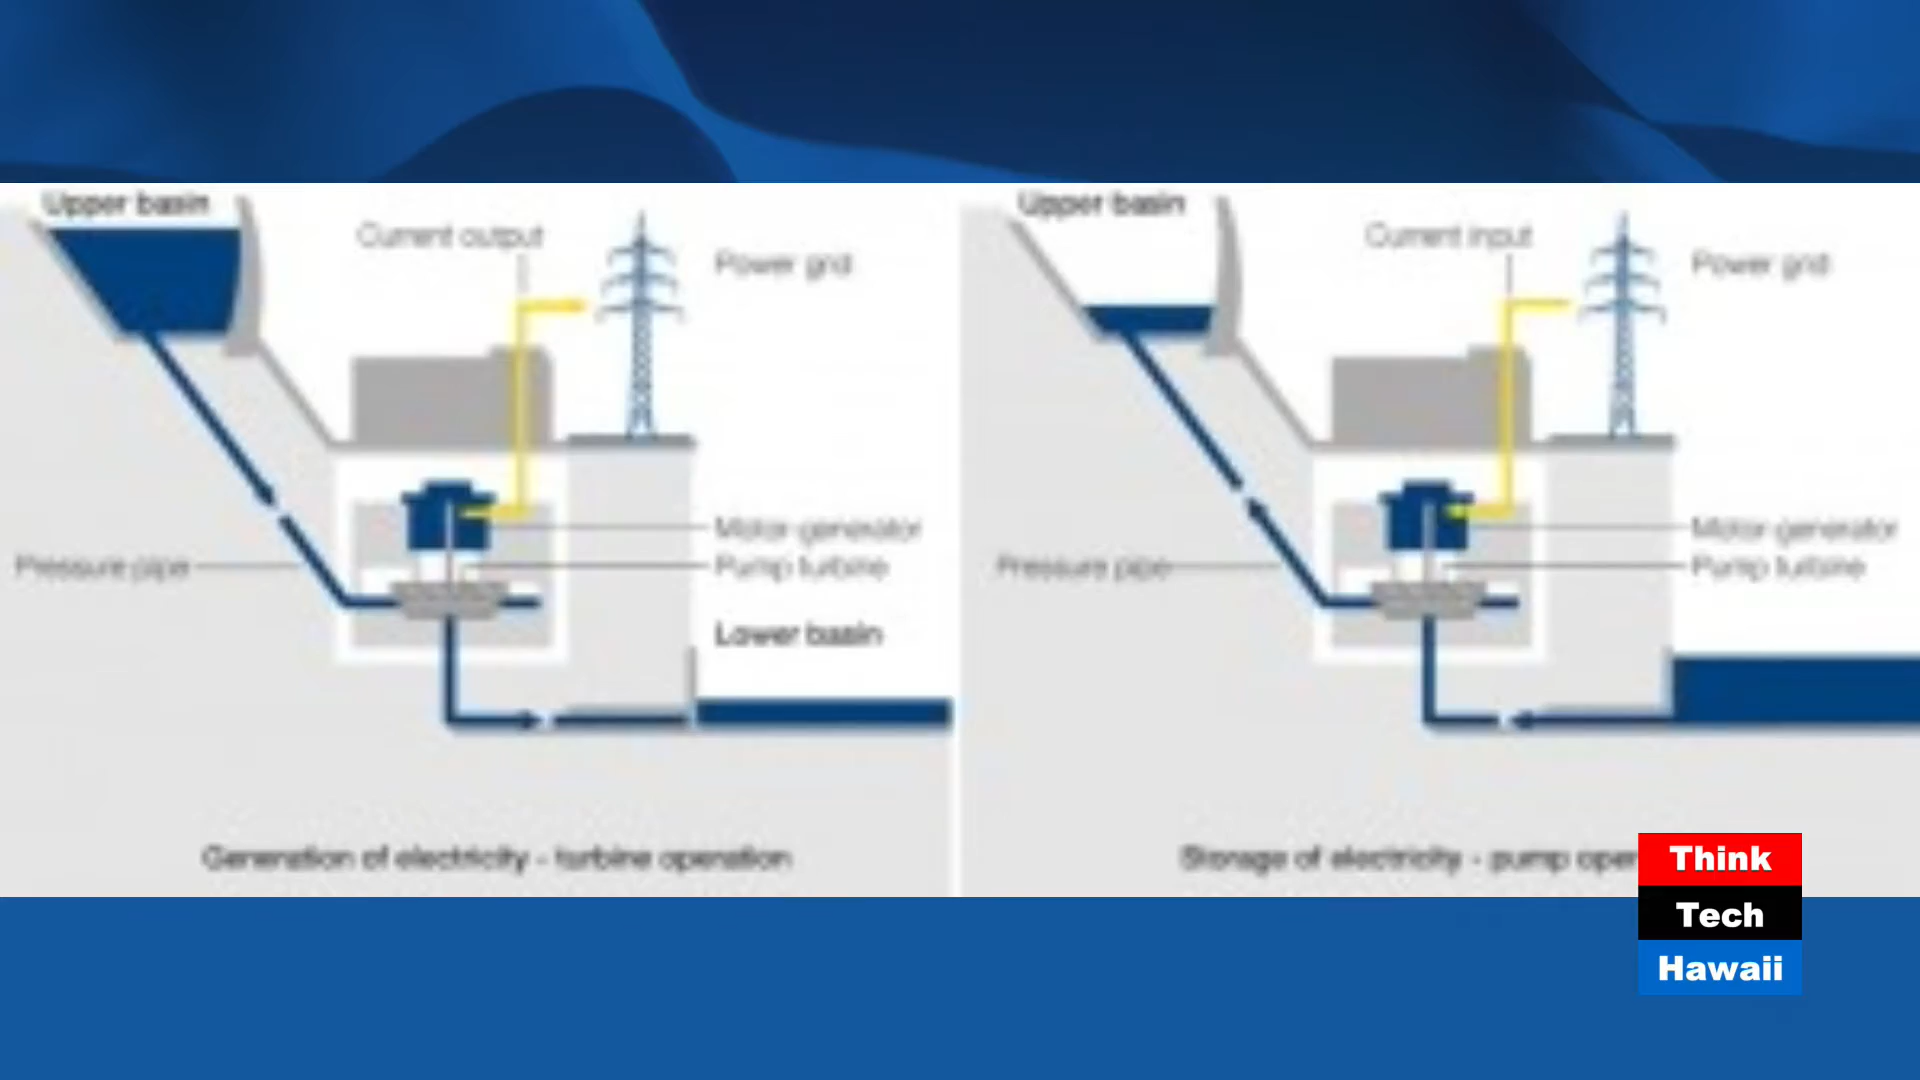 Upper basin
Current output
Power grid
Motor-generator
Pressure pipe
Pump turbine
Lower basin
Generation of electricity - turbine operation
Upper basin
Current input
Power grid
Motor-generator
Pressure pipe
Pump turbine
Storage of electricity - pump oper
Think
Tech
Hawaii